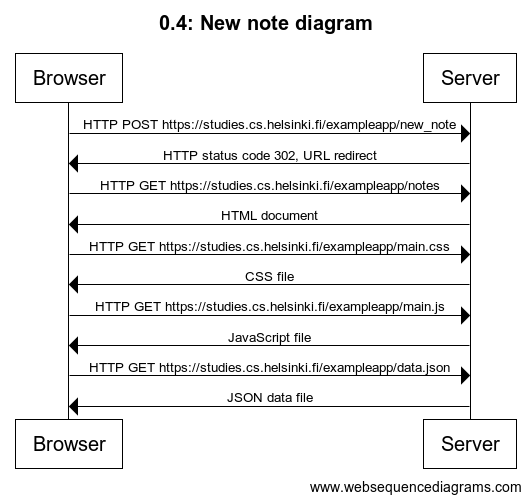 0.4: New note diagram
Browser
Server
HTTP POST https://studies.cs.helsinki.fi/exampleapp/new_note
HTTP status code 302, URL redirect
HTTP GET https://studies.cs.helsinki.fi/exampleapp/notes
HTML document
HTTP GET https://studies.cs.helsinki.fi/exampleapp/main.css
CSS file
HTTP GET https://studies.cs.helsinki.fi/exampleapp/main.js
JavaScript file
HTTP GET https://studies.cs.helsinki.fi/exampleapp/data.json
JSON data file
Browser
Server
www.websequencediagrams.com